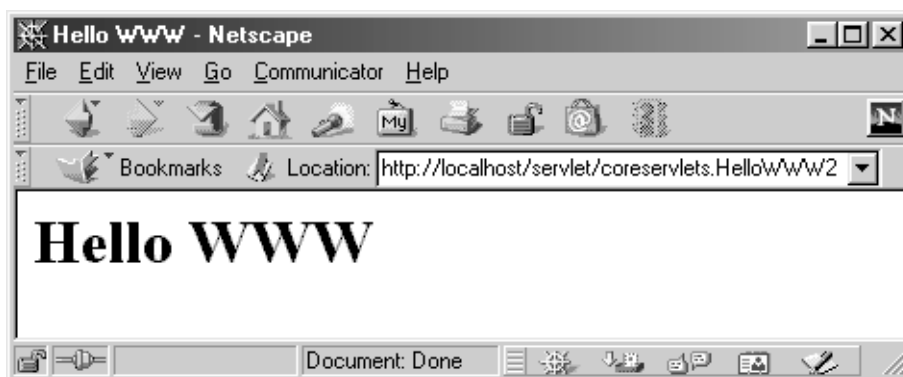 Hello WWW - Netscape
File Edit View Go Communicator Help
My N
Bookmarks Location: http://localhost/servlet/coreservlets.HelloWWW2
Hello WWW
Document: Done